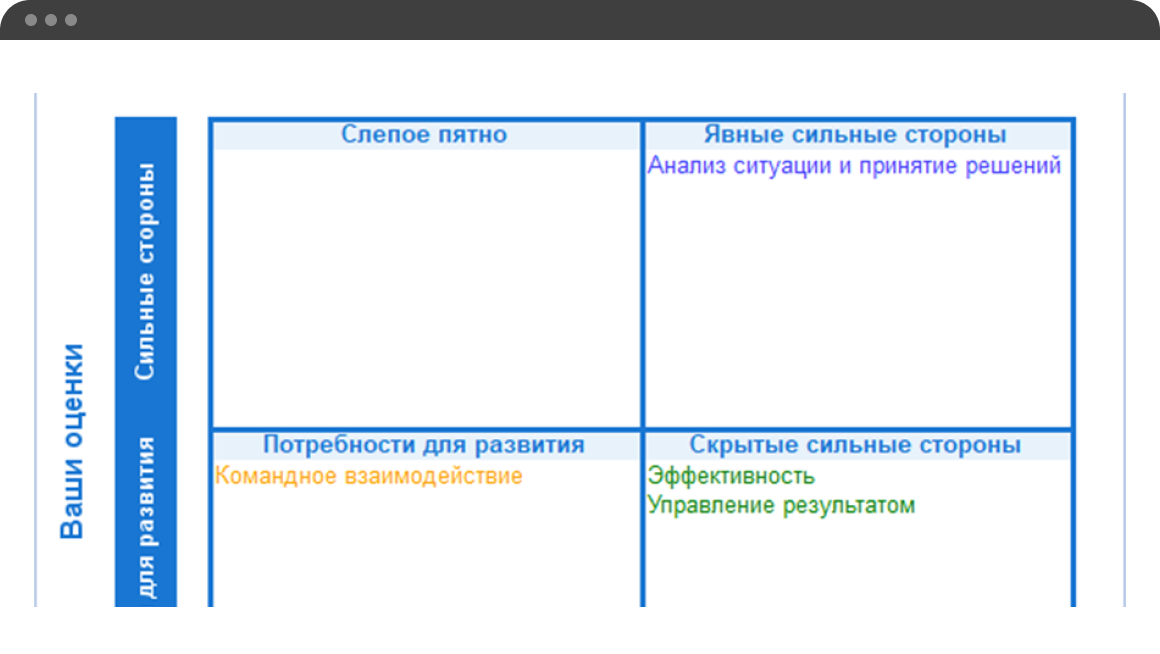 Слепое пятно
Явные сильные стороны
Анализ ситуации и принятие решений
Сильные стороны
Ваши оценки
Потребности для развития
Скрытые сильные стороны
Командное взаимодействие
Эффективность
Управление результатом
для развития